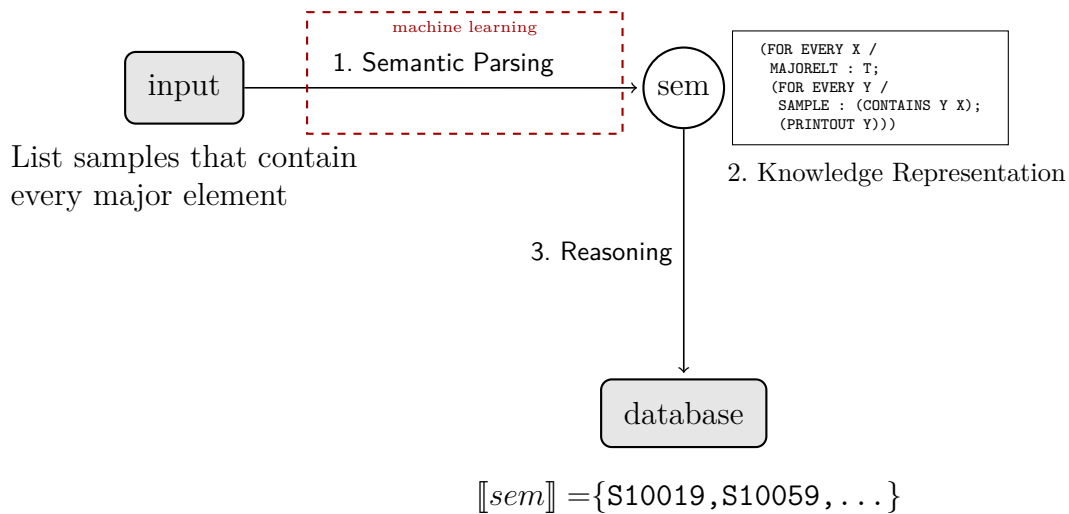 machine learning
1. Semantic Parsing
input
sem
(FOR EVERY X /
MAJORELT : T;
(FOR EVERY Y /
SAMPLE : (CONTAINS Y X);
(PRINTOUT Y)))
List samples that contain
every major element
2. Knowledge Representation
3. Reasoning
database
⟦sem⟧ ={S10019,S10059,...}